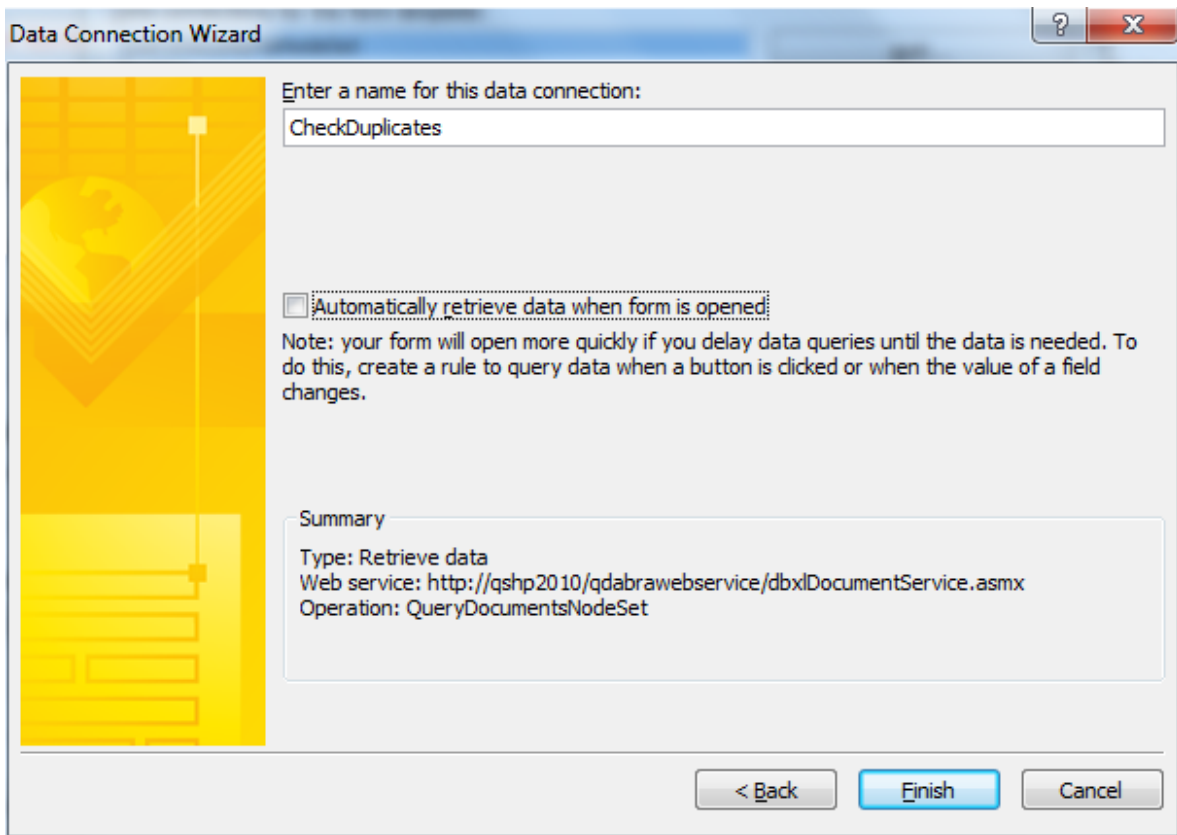 Data Connection Wizard
Enter a name for this data connection:
CheckDuplicates
Automatically retrieve data when form is opened
Note: your form will open more quickly if you delay data queries until the data is needed. To
do this, create a rule to query data when a button is clicked or when the value of a field
changes.
Summary
Type: Retrieve data
Web service: http://qshp2010/qdabrawebservice/dbxlDocumentService.asmx
Operation: QueryDocumentsNodeSet
< Back
Finish
Cancel